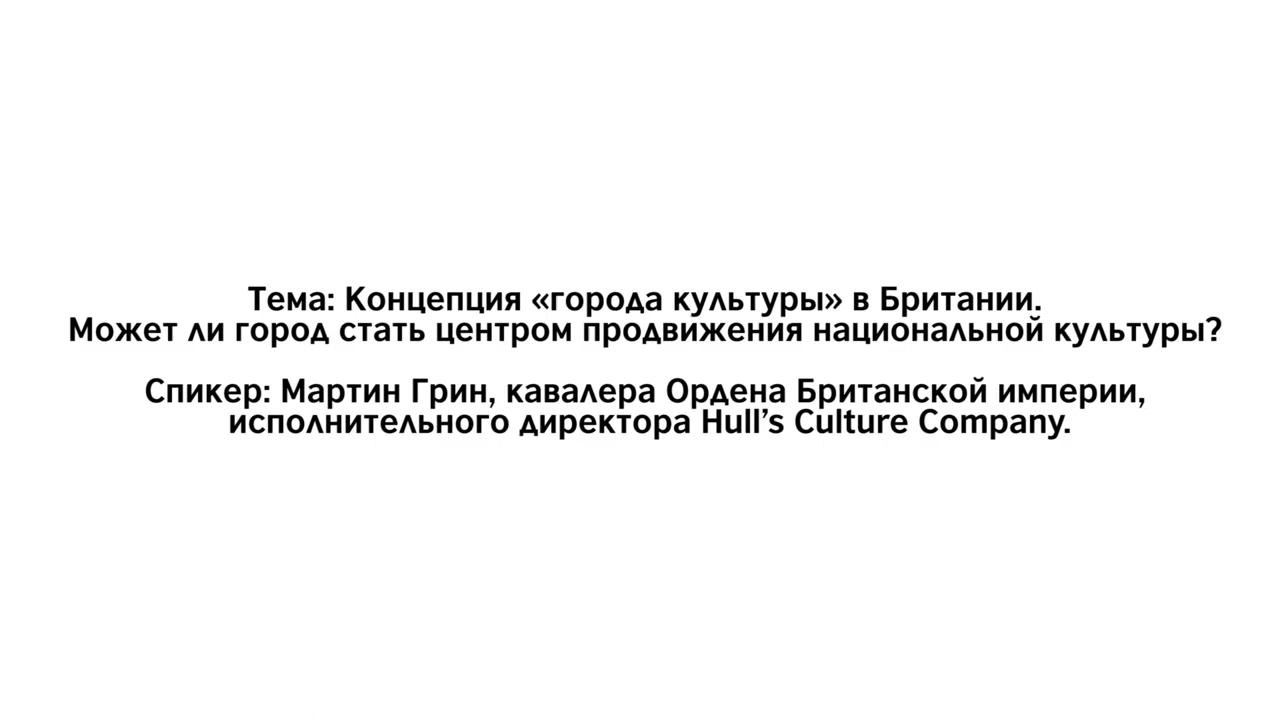 Тема: Концепция «города культуры» в Британии.
Может ли город стать центром продвижения национальной культуры?
Спикер: Мартин Грин, кавалера Ордена Британской империи,
исполнительного директора Hull’s Culture Company.